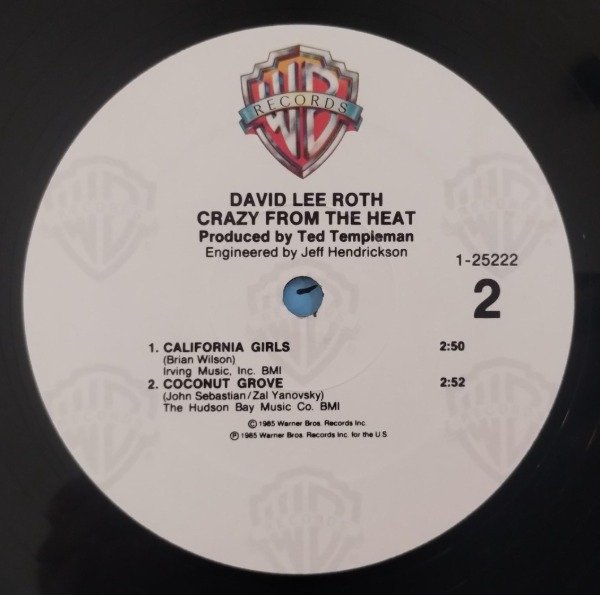 WB
RECORDS
DAVID LEE ROTH
CRAZY FROM THE HEAT
Produced by Ted Templeman
Engineered by Jeff Hendrickson
1-25222
2
1. CALIFORNIA GIRLS 2:50
(Brian Wilson)
Irving Music, Inc. BMI
2. COCONUT GROVE 2:52
(John Sebastian/Zal Yanovsky)
The Hudson Bay Music Co. BMI
© 1985 Warner Bros. Records Inc.
℗ 1985 Warner Bros. Records Inc. for the U.S.